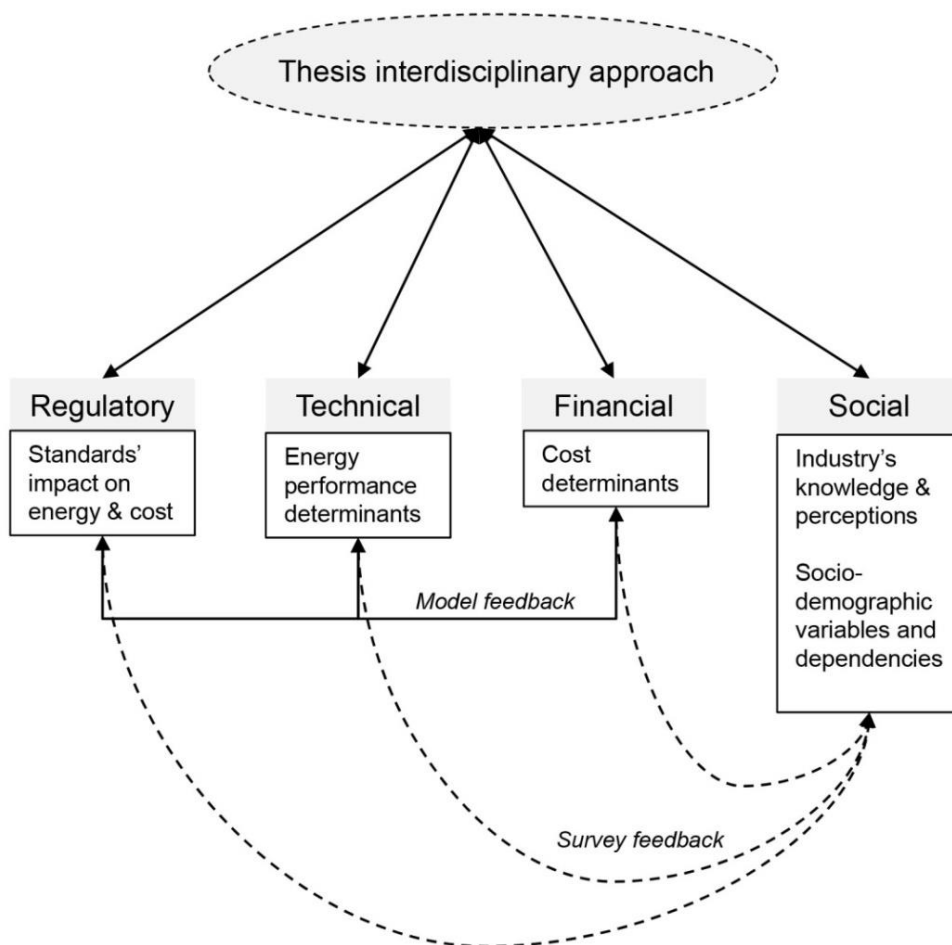 Thesis interdisciplinary approach
Regulatory
Standards'
impact on
energy & cost
Technical
Energy
performance
determinants
Financial
Cost
determinants
Social
Industry's
knowledge &
perceptions
Socio-
demographic
variables and
dependencies
Model feedback
Survey feedback